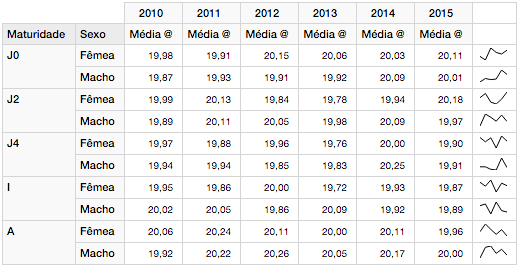 2010 2011 2012 2013 2014 2015
Maturidade Sexo Média @ Média @ Média @ Média @ Média @ Média @
J0 Fêmea 19,98 19,91 20,15 20,06 20,03 20,11
Macho 19,87 19,93 19,91 19,92 20,09 20,01
J2 Fêmea 19,99 20,13 19,84 19,78 19,94 20,18
Macho 19,89 20,11 20,05 19,98 20,09 19,97
J4 Fêmea 19,97 19,88 19,96 19,76 20,00 19,90
Macho 19,94 19,94 19,85 19,83 20,25 19,91
I Fêmea 19,95 19,86 20,00 19,72 19,93 19,87
Macho 20,02 20,05 19,86 20,09 19,92 19,89
A Fêmea 20,06 20,24 20,11 20,00 20,11 19,96
Macho 19,92 20,22 20,26 20,05 20,17 20,00